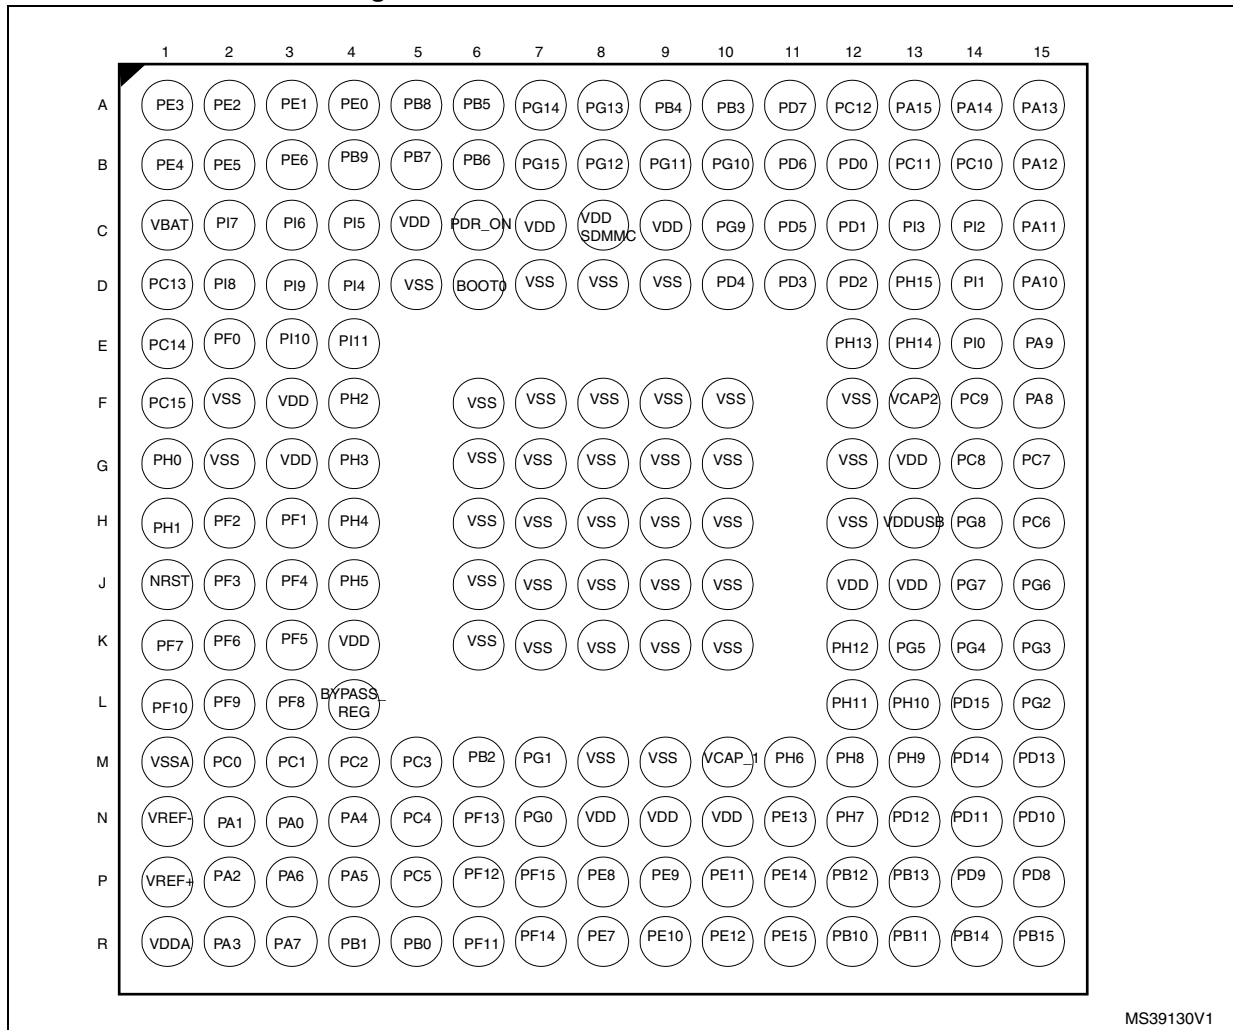 1 2 3 4 5 6 7 8 9 10 11 12 13 14 15
A PE3 PE2 PE1 PE0 PB8 PB5 PG14 PG13 PB4 PB3 PD7 PC12 PA15 PA14 PA13
B PE4 PE5 PE6 PB9 PB7 PB6 PG15 PG12 PG11 PG10 PD6 PD0 PC11 PC10 PA12
C VBAT PI7 PI6 PI5 VDD PDR_ON VDD VDD SDMMC VDD PG9 PD5 PD1 PI3 PI2 PA11
D PC13 PI8 PI9 PI4 VSS BOOT0 VSS VSS VSS PD4 PD3 PD2 PH15 PI1 PA10
E PC14 PF0 PI10 PI11 PH13 PH14 PI0 PA9
F PC15 VSS VDD PH2 VSS VSS VSS VSS VSS VSS VCAP2 PC9 PA8
G PH0 VSS VDD PH3 VSS VSS VSS VSS VSS VSS VDD PC8 PC7
H PH1 PF2 PF1 PH4 VSS VSS VSS VSS VSS VSS VDDUSB PG8 PC6
J NRST PF3 PF4 PH5 VSS VSS VSS VSS VSS VDD VDD PG7 PG6
K PF7 PF6 PF5 VDD VSS VSS VSS VSS VSS PH12 PG5 PG4 PG3
L PF10 PF9 PF8 BYPASS_ REG PH11 PH10 PD15 PG2
M VSSA PC0 PC1 PC2 PC3 PB2 PG1 VSS VSS VCAP_1 PH6 PH8 PH9 PD14 PD13
N VREF- PA1 PA0 PA4 PC4 PF13 PG0 VDD VDD VDD PE13 PH7 PD12 PD11 PD10
P VREF+ PA2 PA6 PA5 PC5 PF12 PF15 PE8 PE9 PE11 PE14 PB12 PB13 PD9 PD8
R VDDA PA3 PA7 PB1 PB0 PF11 PF14 PE7 PE10 PE12 PE15 PB10 PB11 PB14 PB15
MS39130V1